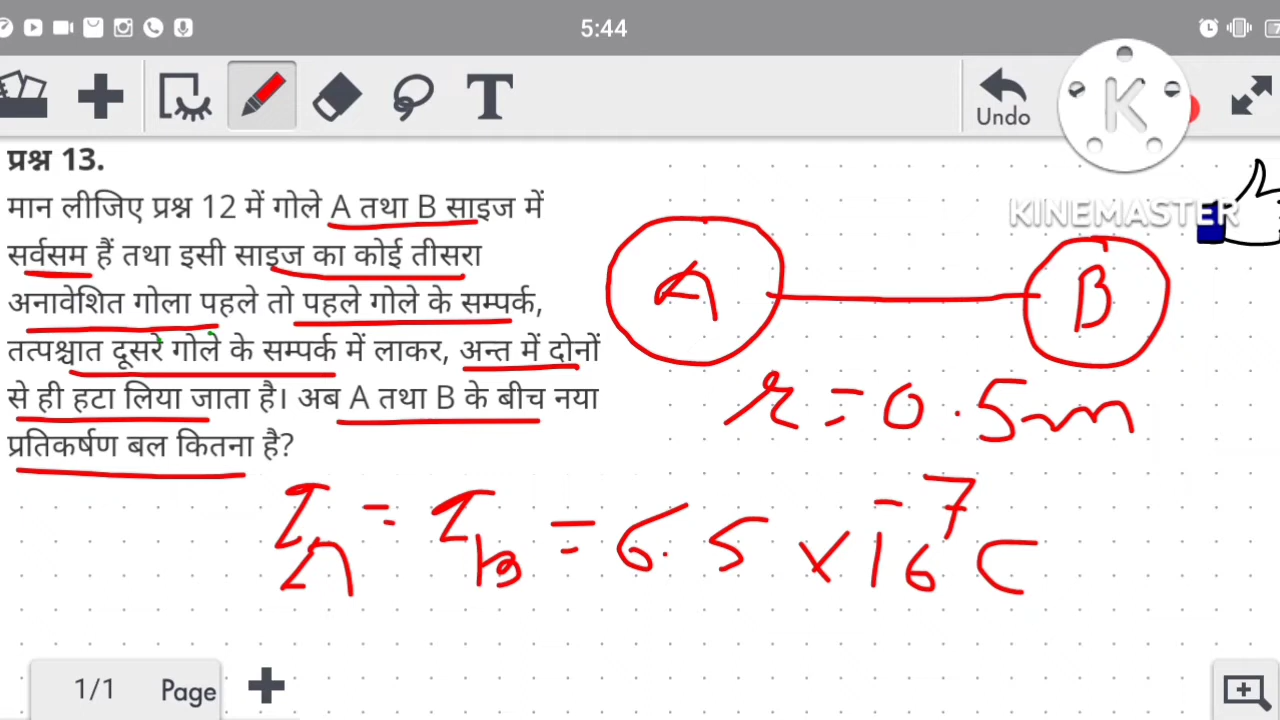 5:44
T
Undo
K
KINEMASTER
प्रश्न 13.
मान लीजिए प्रश्न 12 में गोले A तथा B साइज में
सर्वसम हैं तथा इसी साइज का कोई तीसरा
अनावेशित गोला पहले तो पहले गोले के सम्पर्क,
तत्पश्चात दूसरे गोले के सम्पर्क में लाकर, अन्त में दोनों
से ही हटा लिया जाता है। अब A तथा B के बीच नया
प्रतिकर्षण बल कितना है?
A B
r = 0.5m
= = 6.5 x 10 -7 C
1/1 Page